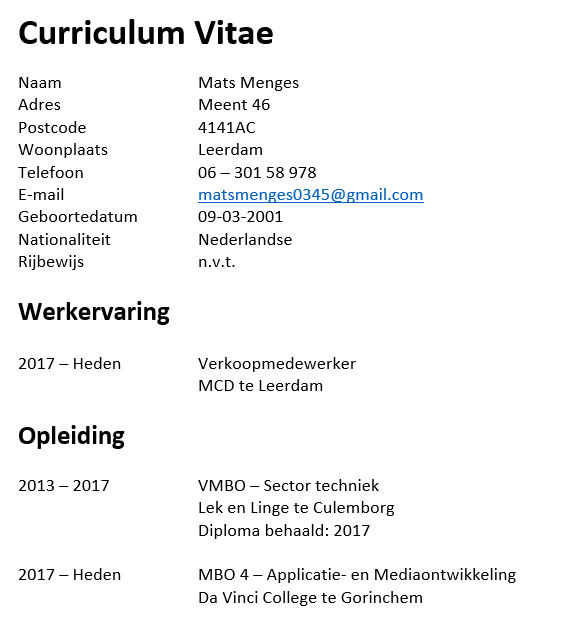 Curriculum Vitae
Naam Mats Menges
Adres Meent 46
Postcode 4141AC
Woonplaats Leerdam
Telefoon 06 – 301 58 978
E-mail matsmenges0345@gmail.com
Geboortedatum 09-03-2001
Nationaliteit Nederlandse
Rijbewijs n.v.t.
Werkervaring
2017 – Heden Verkoopmedewerker
MCD te Leerdam
Opleiding
2013 – 2017 VMBO – Sector techniek
Lek en Linge te Culemborg
Diploma behaald: 2017
2017 – Heden MBO 4 – Applicatie- en Mediaontwikkeling
Da Vinci College te Gorinchem